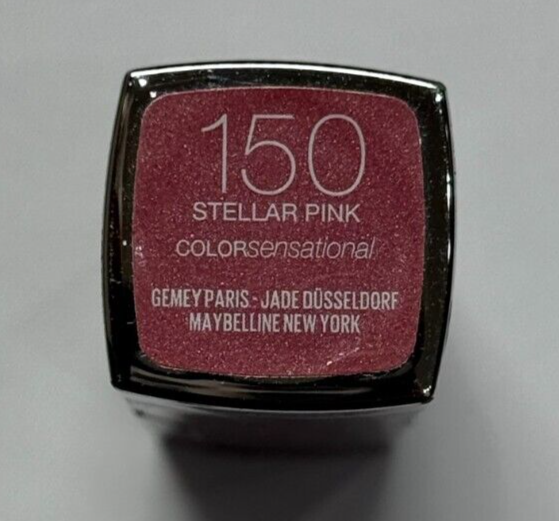 150
STELLAR PINK
COLORsensational
GEMEY PARIS - JADE DÜSSELDORF
MAYBELLINE NEW YORK